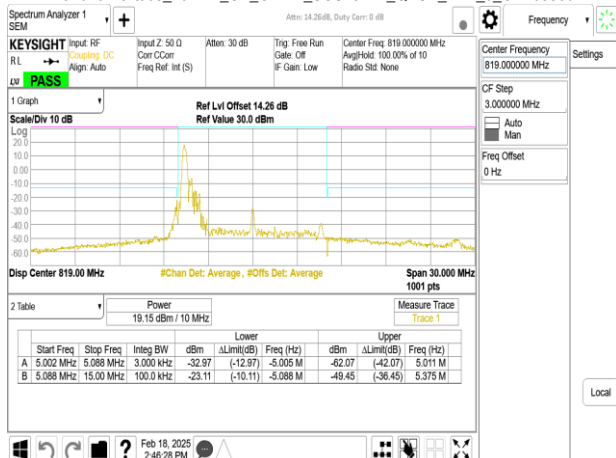 Spectrum Analyzer 1
SEM
Attn: 14.26dB, Duty Corr: 0 dB
Frequency
KEYSIGHT
RL
LXI
PASS
Input: RF
Coupling: DC
Align: Auto
Input Z: 50 Ω
Corr CCorr
Freq Ref: Int (S)
Atten: 30 dB
Trig: Free Run
Gate: Off
IF Gain: Low
Center Freq: 819.000000 MHz
Avg|Hold: 100.00% of 10
Radio Std: None
Center Frequency
819.000000 MHz
Settings
CF Step
3.000000 MHz
Auto
Man
Freq Offset
0 Hz
1 Graph
Scale/Div 10 dB
Ref Lvl Offset 14.26 dB
Ref Value 30.0 dBm
Log
20.0
10.0
0.00
-10.0
-20.0
-30.0
-40.0
-50.0
-60.0
Disp Center 819.00 MHz
#Chan Det: Average, #Offs Det: Average
Span 30.000 MHz
1001 pts
2 Table
Power
19.15 dBm / 10 MHz
Measure Trace
Trace 1
Lower Upper
Start Freq Stop Freq Integ BW dBm ΔLimit(dB) Freq (Hz) dBm ΔLimit(dB) Freq (Hz)
A 5.002 MHz 5.088 MHz 3.000 kHz -32.97 (-12.97) -5.005 M -62.07 (-42.07) 5.011 M
B 5.088 MHz 15.00 MHz 100.0 kHz -23.11 (-10.11) -5.088 M -49.45 (-36.45) 5.375 M
Local
?
Feb 18, 2025
2:46:28 PM